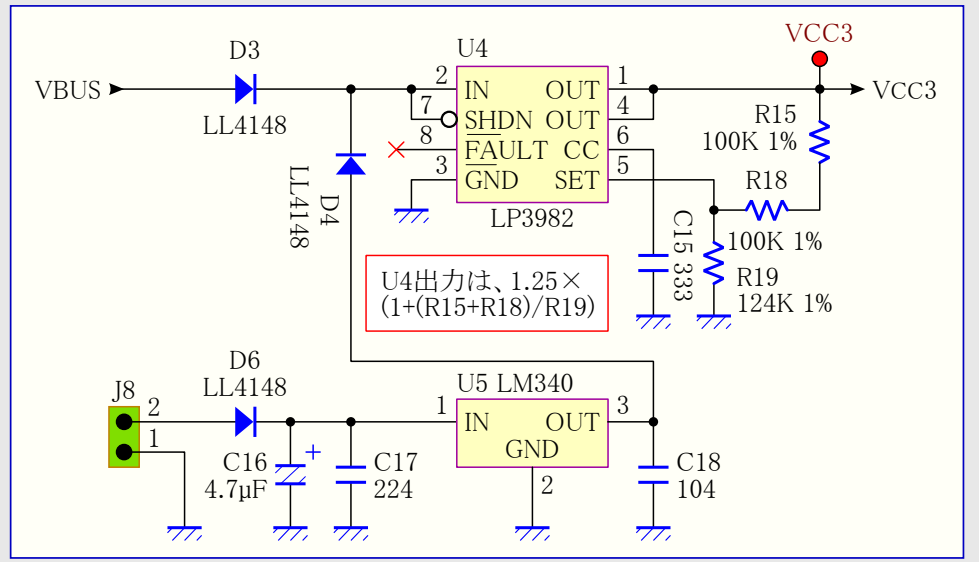 VCC3
D3
VBUS
LL4148
U4
2 IN OUT 1
7 SHDN OUT 4
8 FAULT CC 6
3 GND SET 5
LP3982
VCC3
R15
100K 1%
R18
100K 1%
D4
LL4148
C15 333
R19
124K 1%
U4出力は、1.25×
(1+(R15+R18)/R19)
D6
LL4148
J8
2
1
C16
4.7µF
+
C17
224
U5 LM340
1 IN OUT 3
GND
2
C18
104